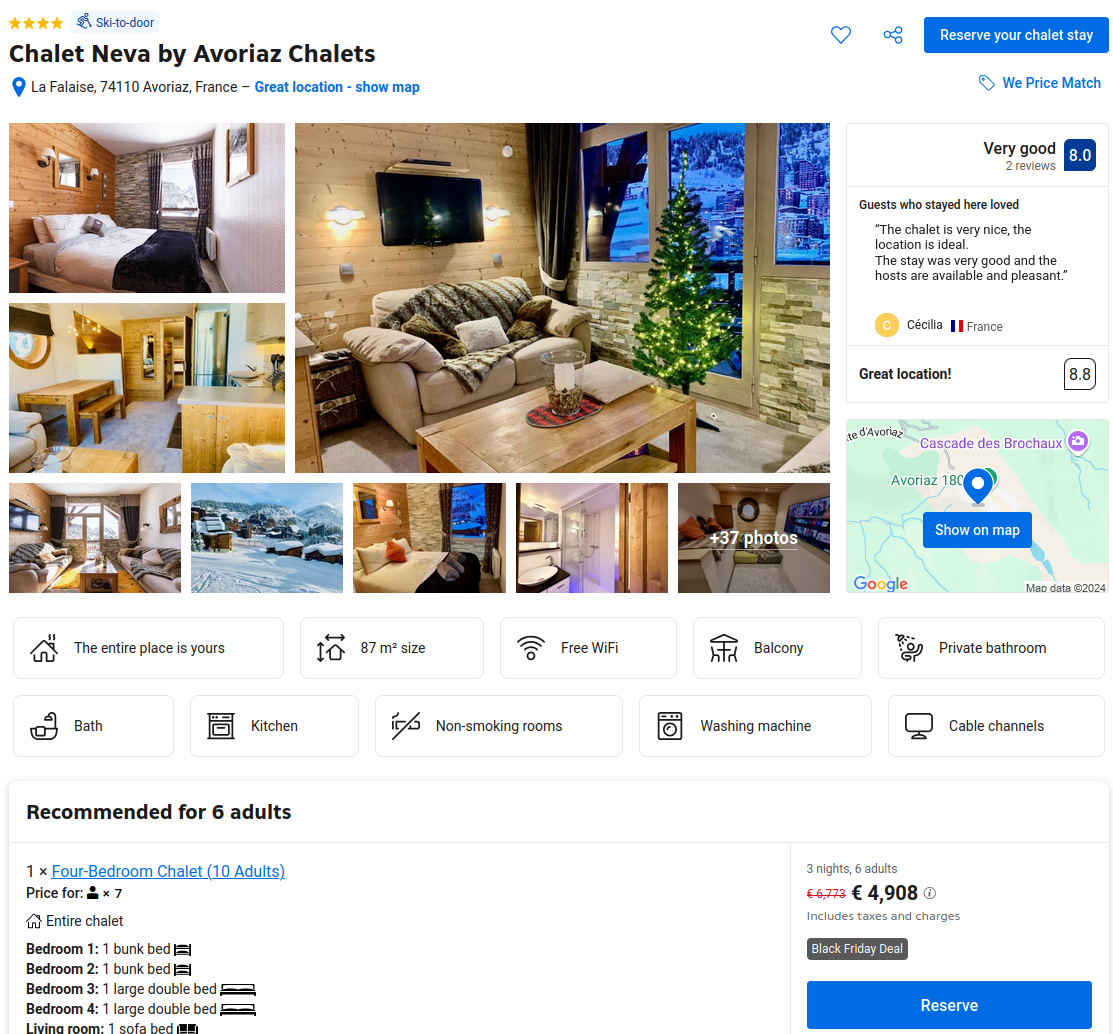 Ski-to-door
Chalet Neva by Avoriaz Chalets
Reserve your chalet stay
La Falaise, 74110 Avoriaz, France – Great location - show map
We Price Match
Very good
2 reviews
8.0
Guests who stayed here loved
“The chalet is very nice, the
location is ideal.
The stay was very good and the
hosts are available and pleasant.”
C
Cécilia
France
Great location!
8.8
te d'Avoriaz
Cascade des Brochaux
Avoriaz 180
Show on map
Google
Map data ©2024
+37 photos
The entire place is yours
87 m² size
Free WiFi
Balcony
Private bathroom
Bath
Kitchen
Non-smoking rooms
Washing machine
Cable channels
Recommended for 6 adults
1 × Four-Bedroom Chalet (10 Adults)
Price for: × 7
Entire chalet
Bedroom 1: 1 bunk bed
Bedroom 2: 1 bunk bed
Bedroom 3: 1 large double bed
Bedroom 4: 1 large double bed
Living room: 1 sofa bed
3 nights, 6 adults
€ 6,773 € 4,908
Includes taxes and charges
Black Friday Deal
Reserve